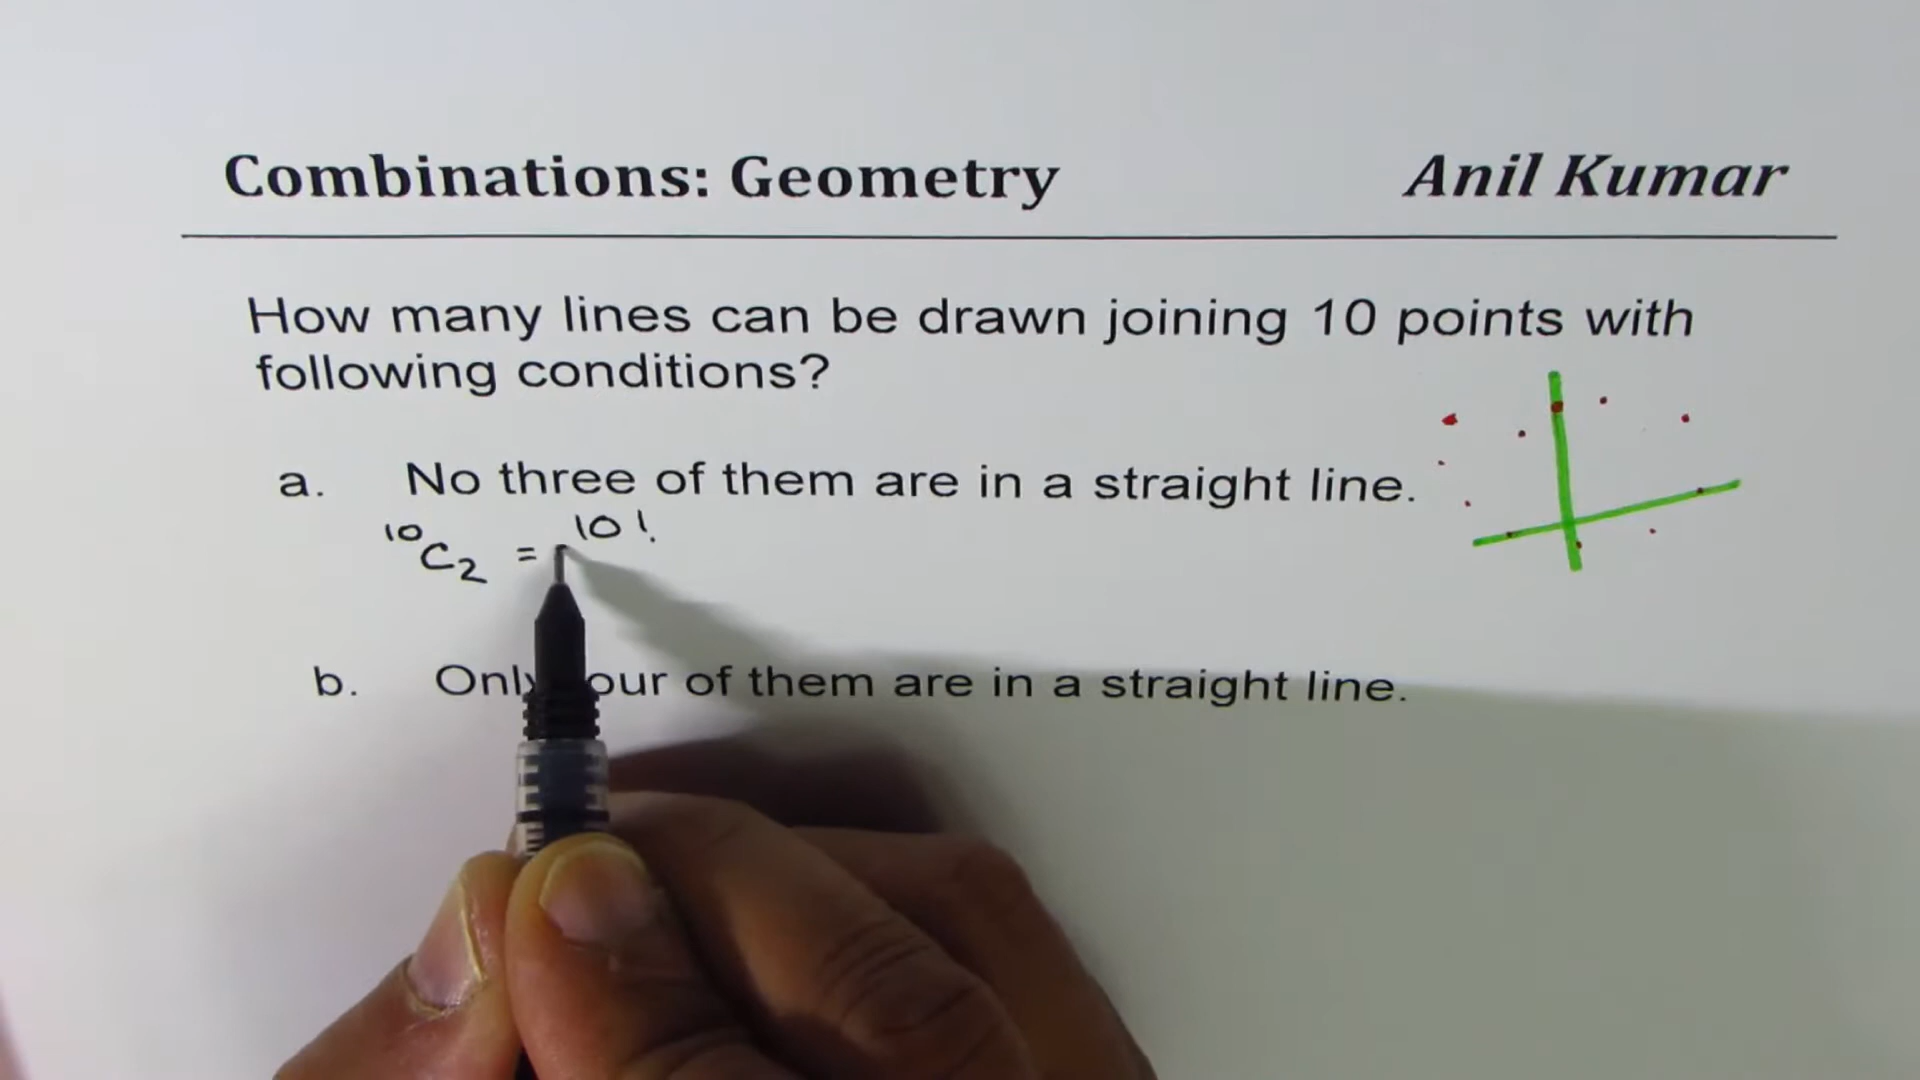 Combinations: Geometry
Anil Kumar
How many lines can be drawn joining 10 points with
following conditions?
a. No three of them are in a straight line.
¹⁰C₂ = 10!
b. Only our of them are in a straight line.